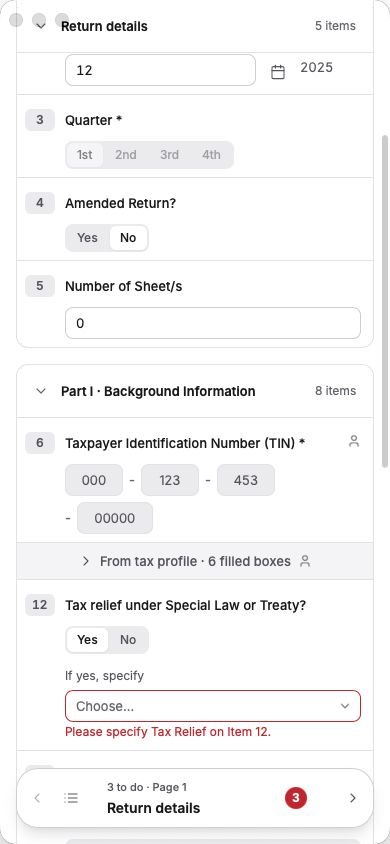 Return details 5 items
12 2025
3 Quarter *
1st 2nd 3rd 4th
4 Amended Return?
Yes No
5 Number of Sheet/s
0
Part I · Background Information 8 items
6 Taxpayer Identification Number (TIN) *
000 - 123 - 453
- 00000
From tax profile · 6 filled boxes
12 Tax relief under Special Law or Treaty?
Yes No
If yes, specify
Choose...
Please specify Tax Relief on Item 12.
3 to do · Page 1
Return details 3